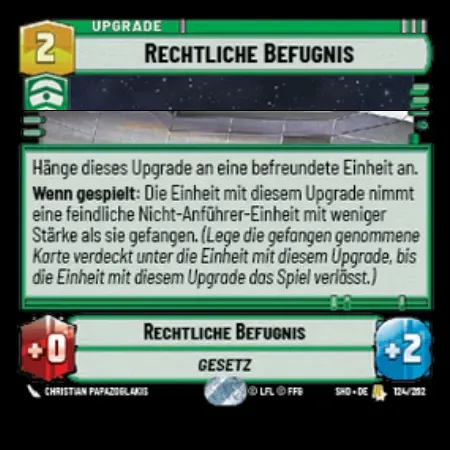 UPGRADE
2
RECHTLICHE BEFUGNIS
Hänge dieses Upgrade an eine befreundete Einheit an.
Wenn gespielt: Die Einheit mit diesem Upgrade nimmt
eine feindliche Nicht-Anführer-Einheit mit weniger
Stärke als sie gefangen. (Lege die gefangen genommene
Karte verdeckt unter die Einheit mit diesem Upgrade, bis
die Einheit mit diesem Upgrade das Spiel verlässt.)
+0
RECHTLICHE BEFUGNIS
+2
GESETZ
CHRISTIAN PAPAZOGLAKIS
© LFL © FFG
SHD • DE
124/262